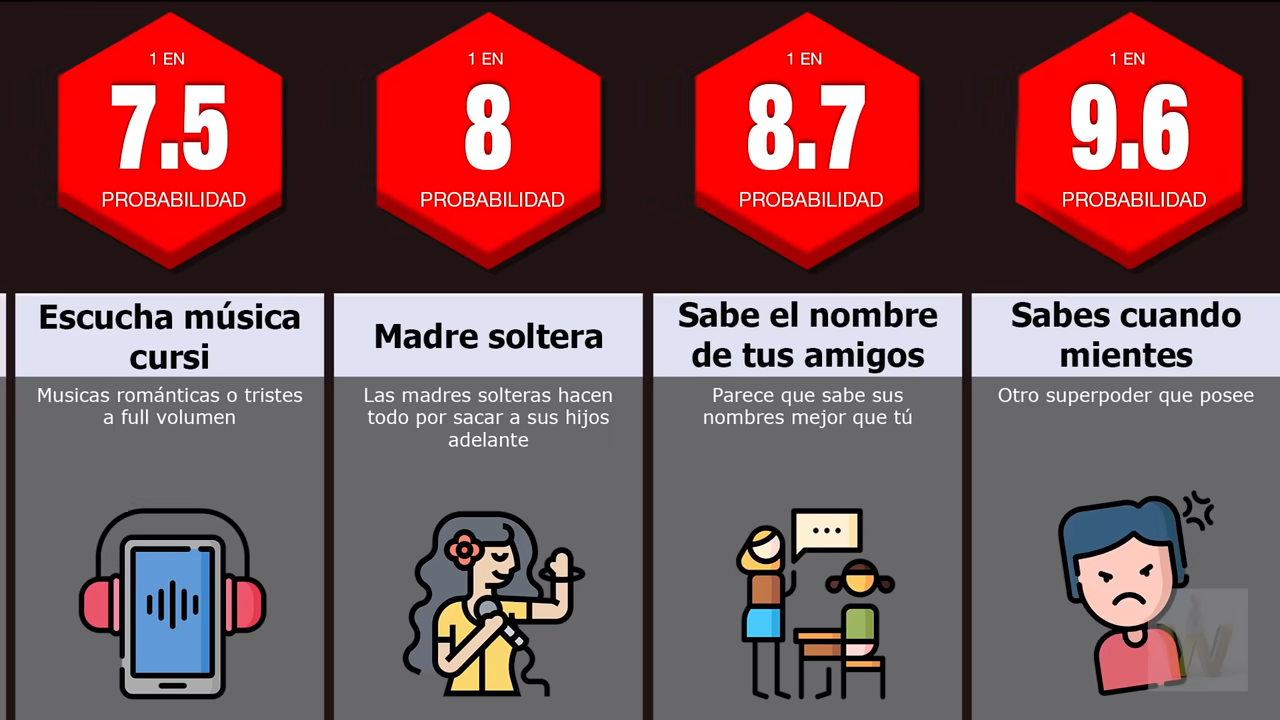 1 EN
7.5
PROBABILIDAD
Escucha música
cursi
Musicas románticas o tristes
a full volumen
1 EN
8
PROBABILIDAD
Madre soltera
Las madres solteras hacen
todo por sacar a sus hijos
adelante
1 EN
8.7
PROBABILIDAD
Sabe el nombre
de tus amigos
Parece que sabe sus
nombres mejor que tú
1 EN
9.6
PROBABILIDAD
Sabes cuando
mientes
Otro superpoder que posee